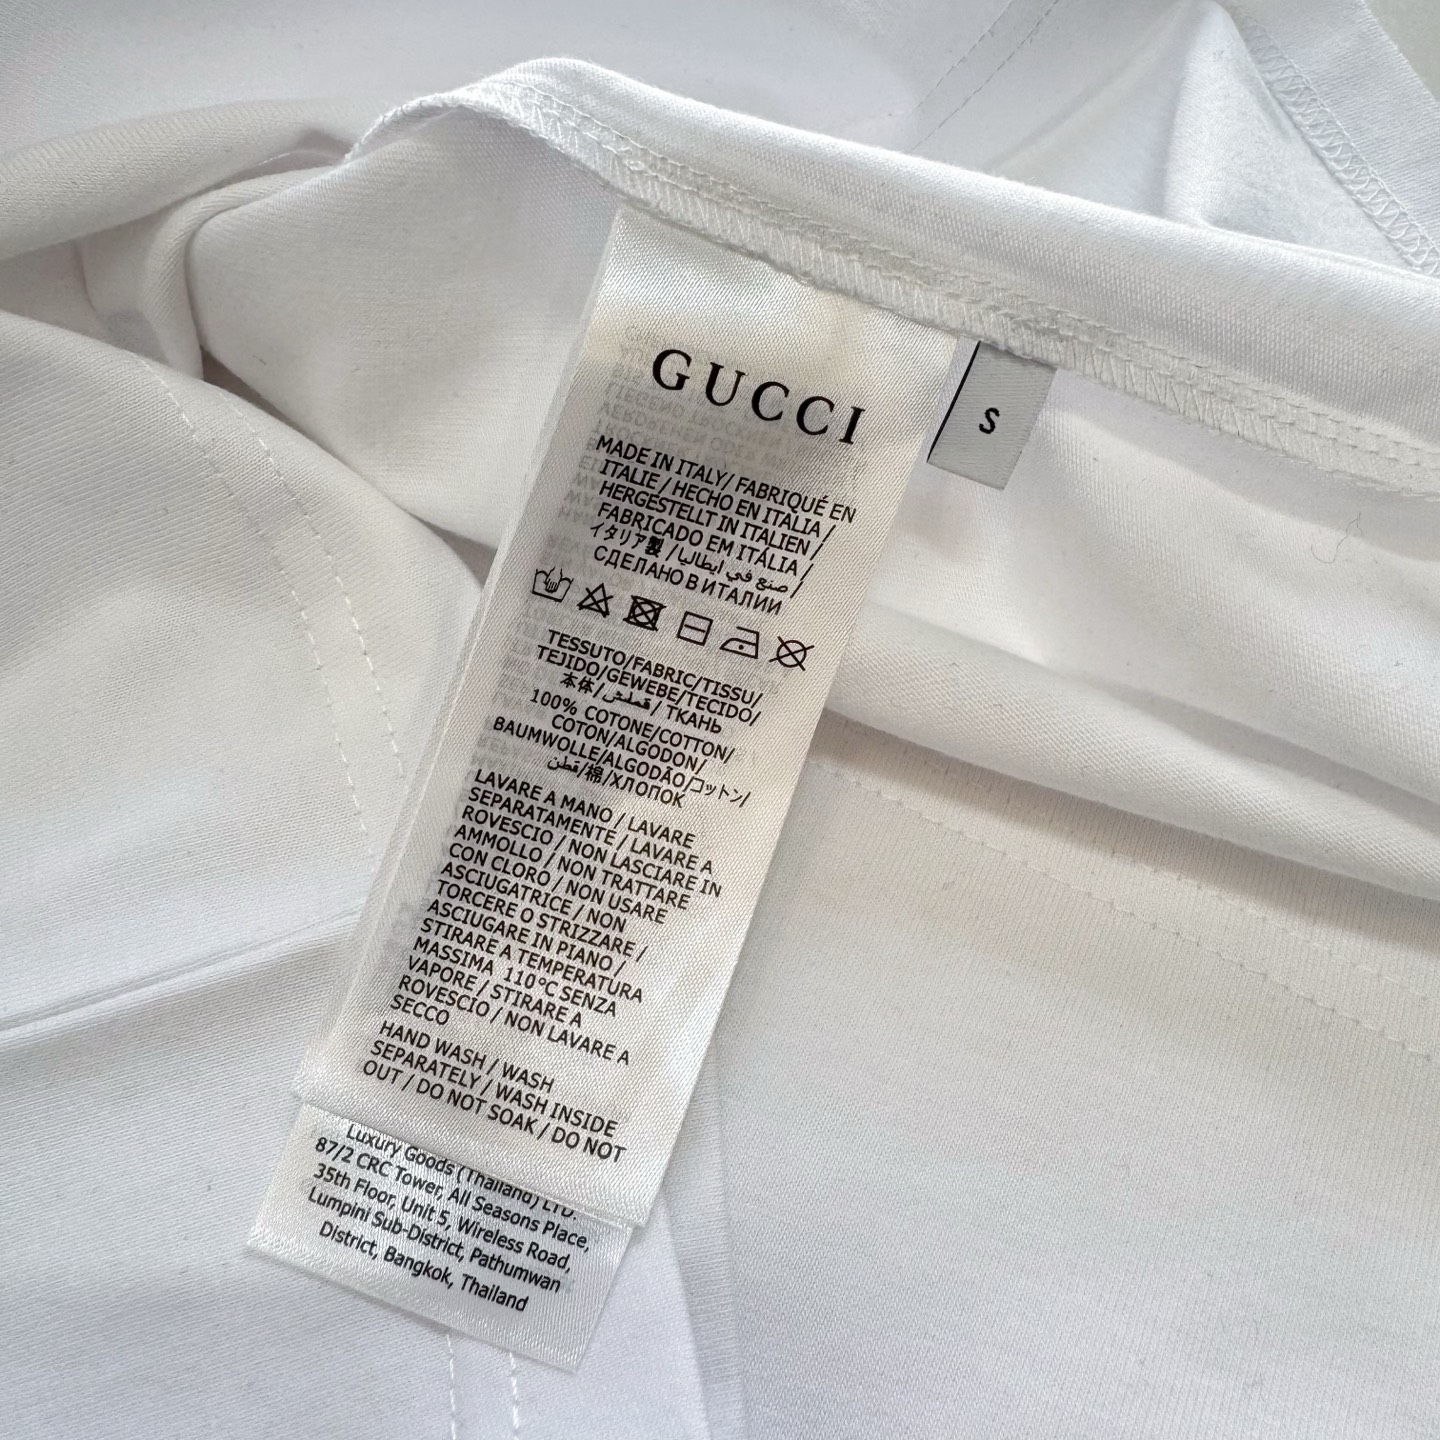 GUCCI
S
MADE IN ITALY/ FABRIQUÉ EN
ITALIE / HECHO EN ITALIA /
HERGESTELLT IN ITALIEN /
FABRICADO EM ITÁLIA /
イタリア製 / صنع في ايطاليا /
СДЕЛАНО В ИТАЛИИ
TESSUTO/FABRIC/TISSU/
TEJIDO/GEWEBE/TECIDO/
本体/قماش/ ТКАНЬ
100% COTONE/COTTON/
COTON/ALGODON/
BAUMWOLLE/ALGODÃO/コットン/
قطن/棉/ХЛОПОК
LAVARE A MANO / LAVARE
SEPARATAMENTE / LAVARE A
ROVESCIO / NON LASCIARE IN
AMMOLLO / NON TRATTARE
CON CLORO / NON USARE
ASCIUGATRICE / NON
TORCERE O STRIZZARE /
ASCIUGARE IN PIANO /
STIRARE A TEMPERATURA
MASSIMA 110°C SENZA
VAPORE / STIRARE A
ROVESCIO / NON LAVARE A
SECCO
HAND WASH / WASH
SEPARATELY / WASH INSIDE
OUT / DO NOT SOAK / DO NOT
Luxury Goods (Thailand) LTD.
87/2 CRC Tower, All Seasons Place,
35th Floor, Unit 5, Wireless Road,
Lumpini Sub-District, Pathumwan
District, Bangkok, Thailand